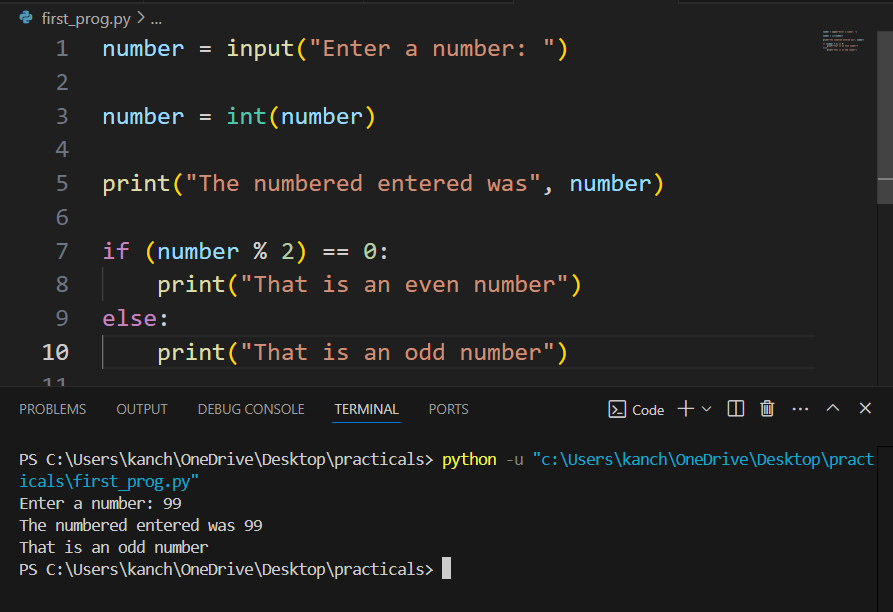 first_prog.py > ...
1 number = input("Enter a number: ")
2
3 number = int(number)
4
5 print("The numbered entered was", number)
6
7 if (number % 2) == 0:
8     print("That is an even number")
9 else:
10     print("That is an odd number")
11
PROBLEMS OUTPUT DEBUG CONSOLE TERMINAL PORTS Code
PS C:\Users\kanch\OneDrive\Desktop\practicals> python -u "c:\Users\kanch\OneDrive\Desktop\pract
icals\first_prog.py"
Enter a number: 99
The numbered entered was 99
That is an odd number
PS C:\Users\kanch\OneDrive\Desktop\practicals>